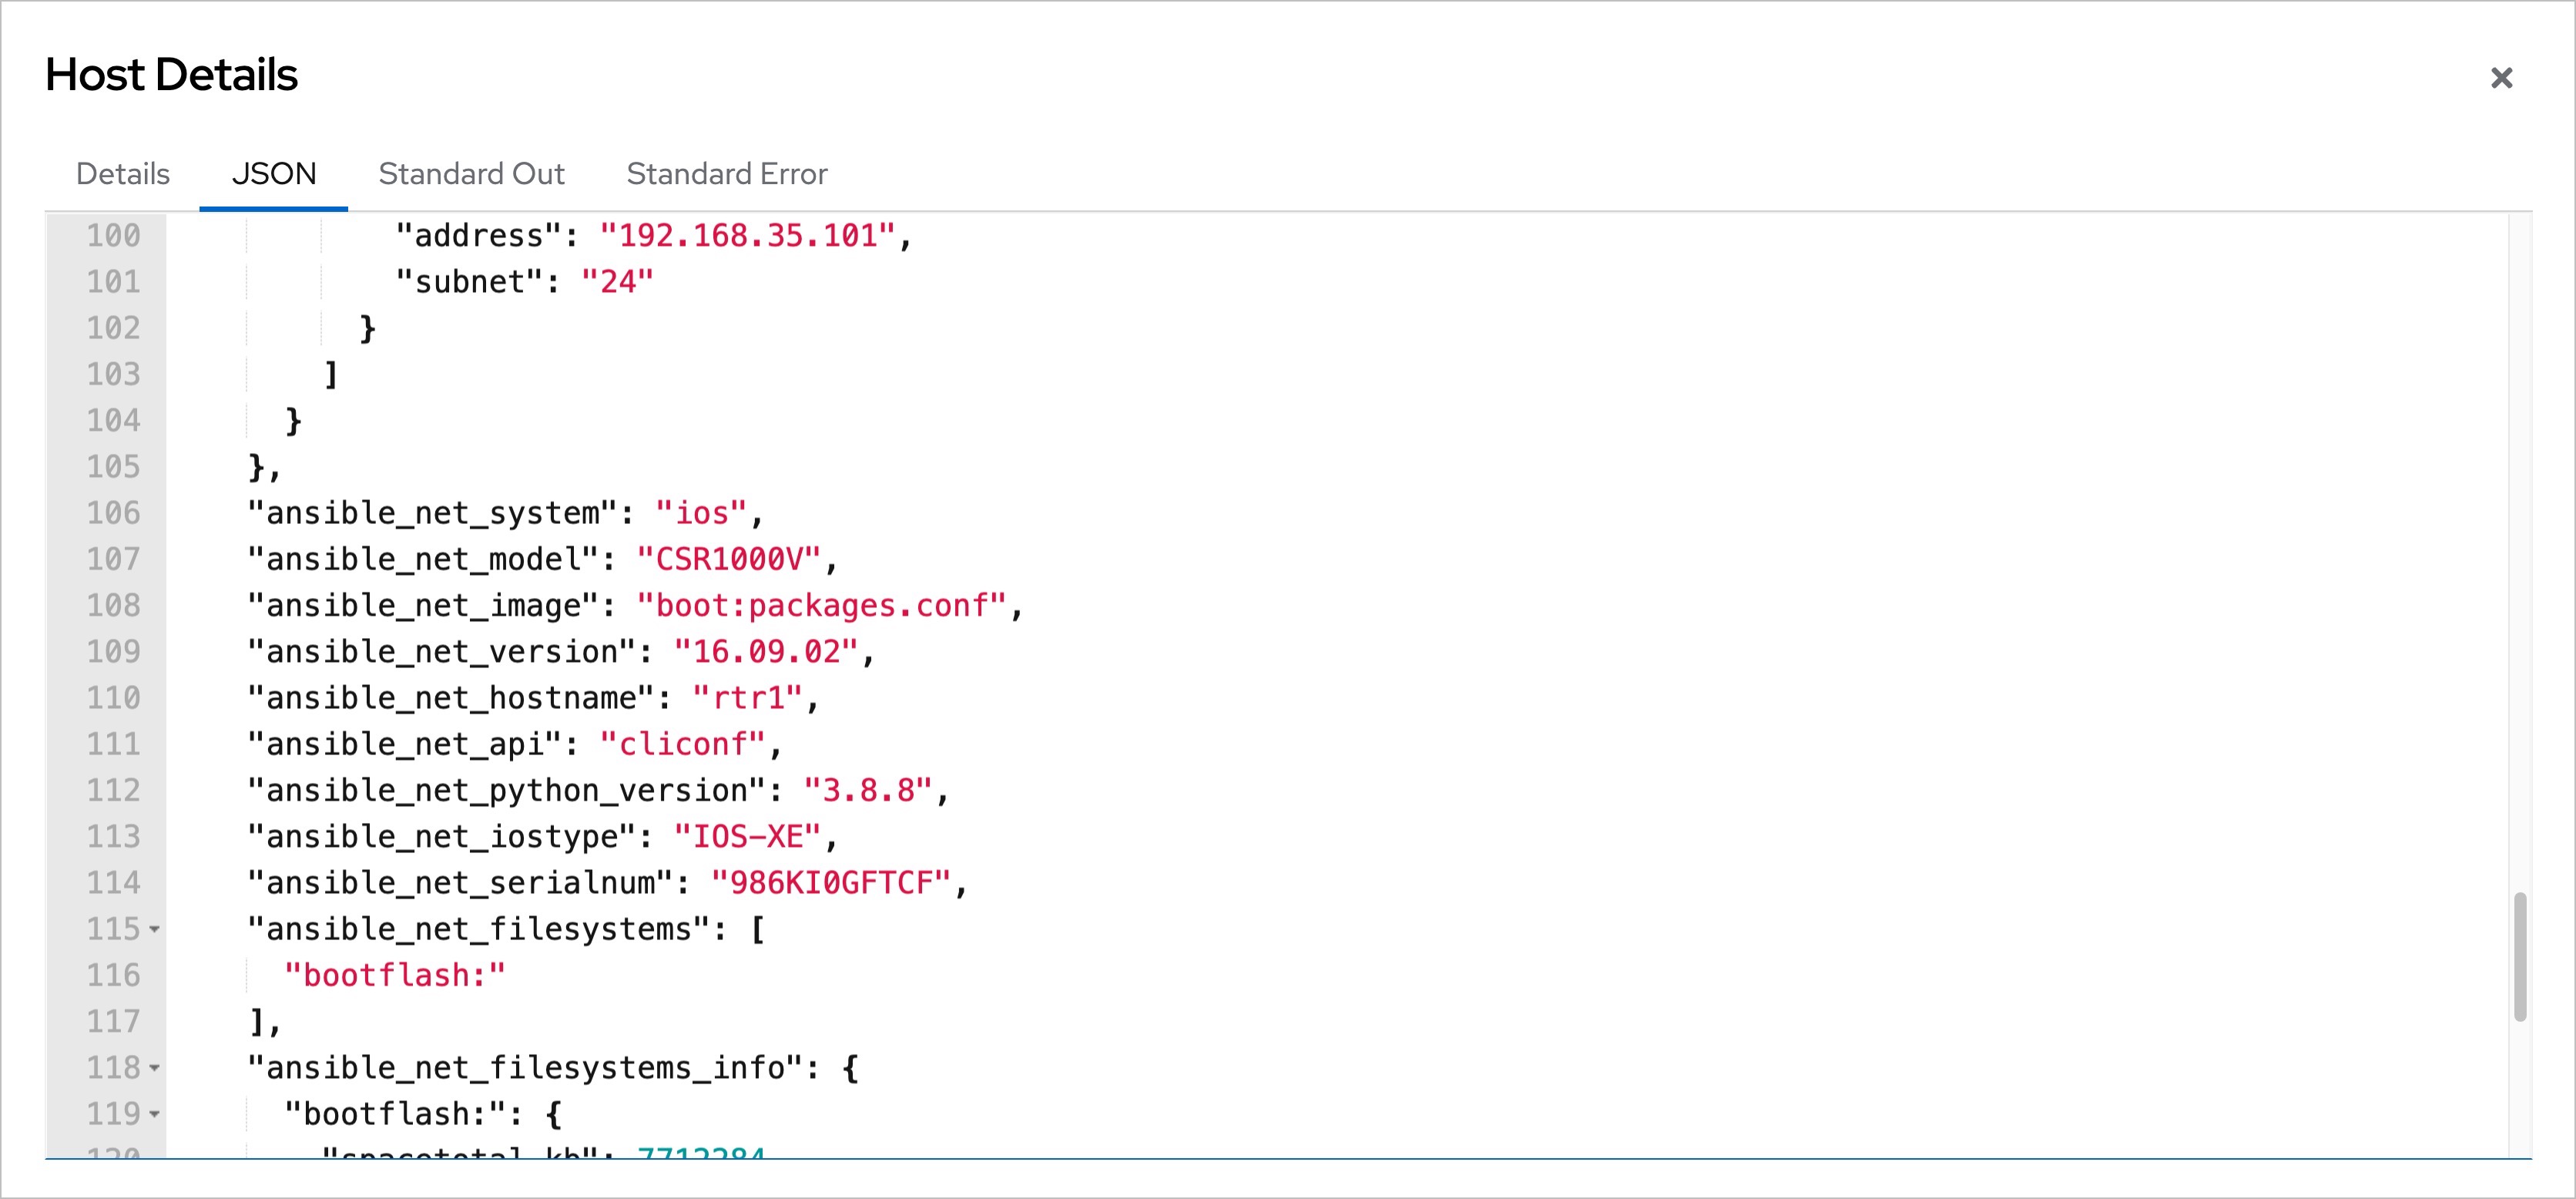 Host Details
Details JSON Standard Out Standard Error
100 "address": "192.168.35.101",
101 "subnet": "24"
102 }
103 ]
104 }
105 },
106 "ansible_net_system": "ios",
107 "ansible_net_model": "CSR1000V",
108 "ansible_net_image": "boot:packages.conf",
109 "ansible_net_version": "16.09.02",
110 "ansible_net_hostname": "rtr1",
111 "ansible_net_api": "cliconf",
112 "ansible_net_python_version": "3.8.8",
113 "ansible_net_iostype": "IOS-XE",
114 "ansible_net_serialnum": "986KI0GFTCF",
115 "ansible_net_filesystems": [
116 "bootflash:"
117 ],
118 "ansible_net_filesystems_info": {
119 "bootflash:": {
120 "spacetotal_kb":